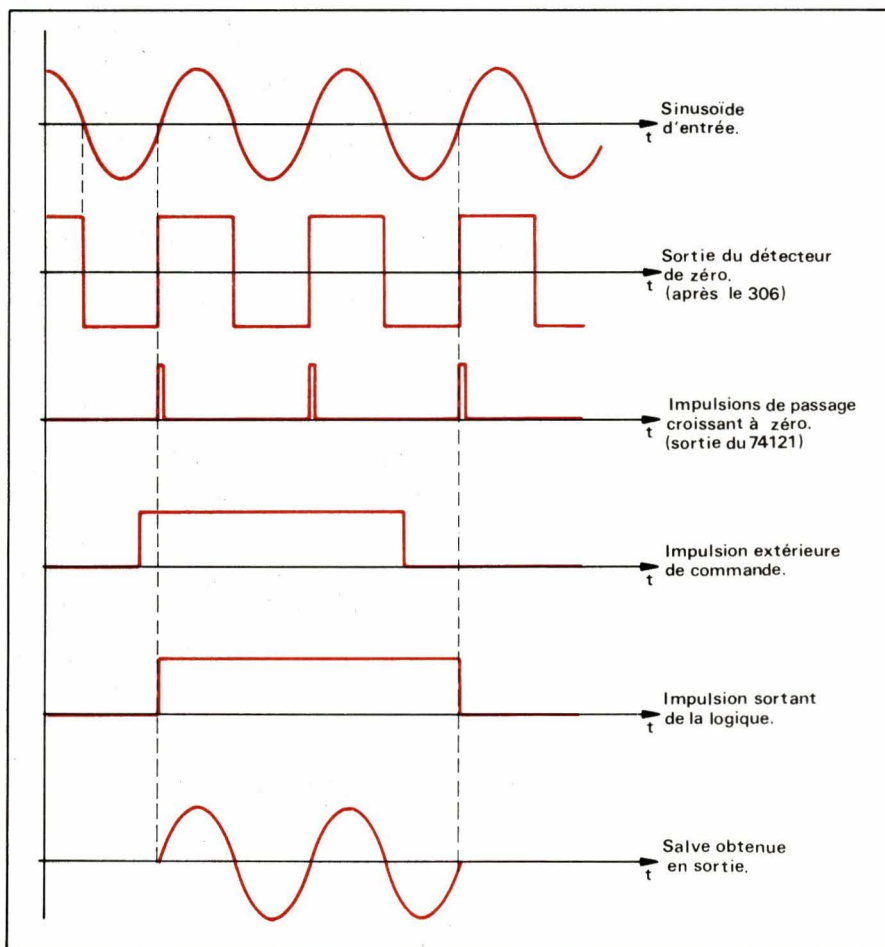 t
Sinusoïde
d'entrée.
t
Sortie du détecteur
de zéro.
(après le 306)
t
Impulsions de passage
croissant à zéro.
(sortie du 74121)
t
Impulsion extérieure
de commande.
t
Impulsion sortant
de la logique.
t
Salve obtenue
en sortie.